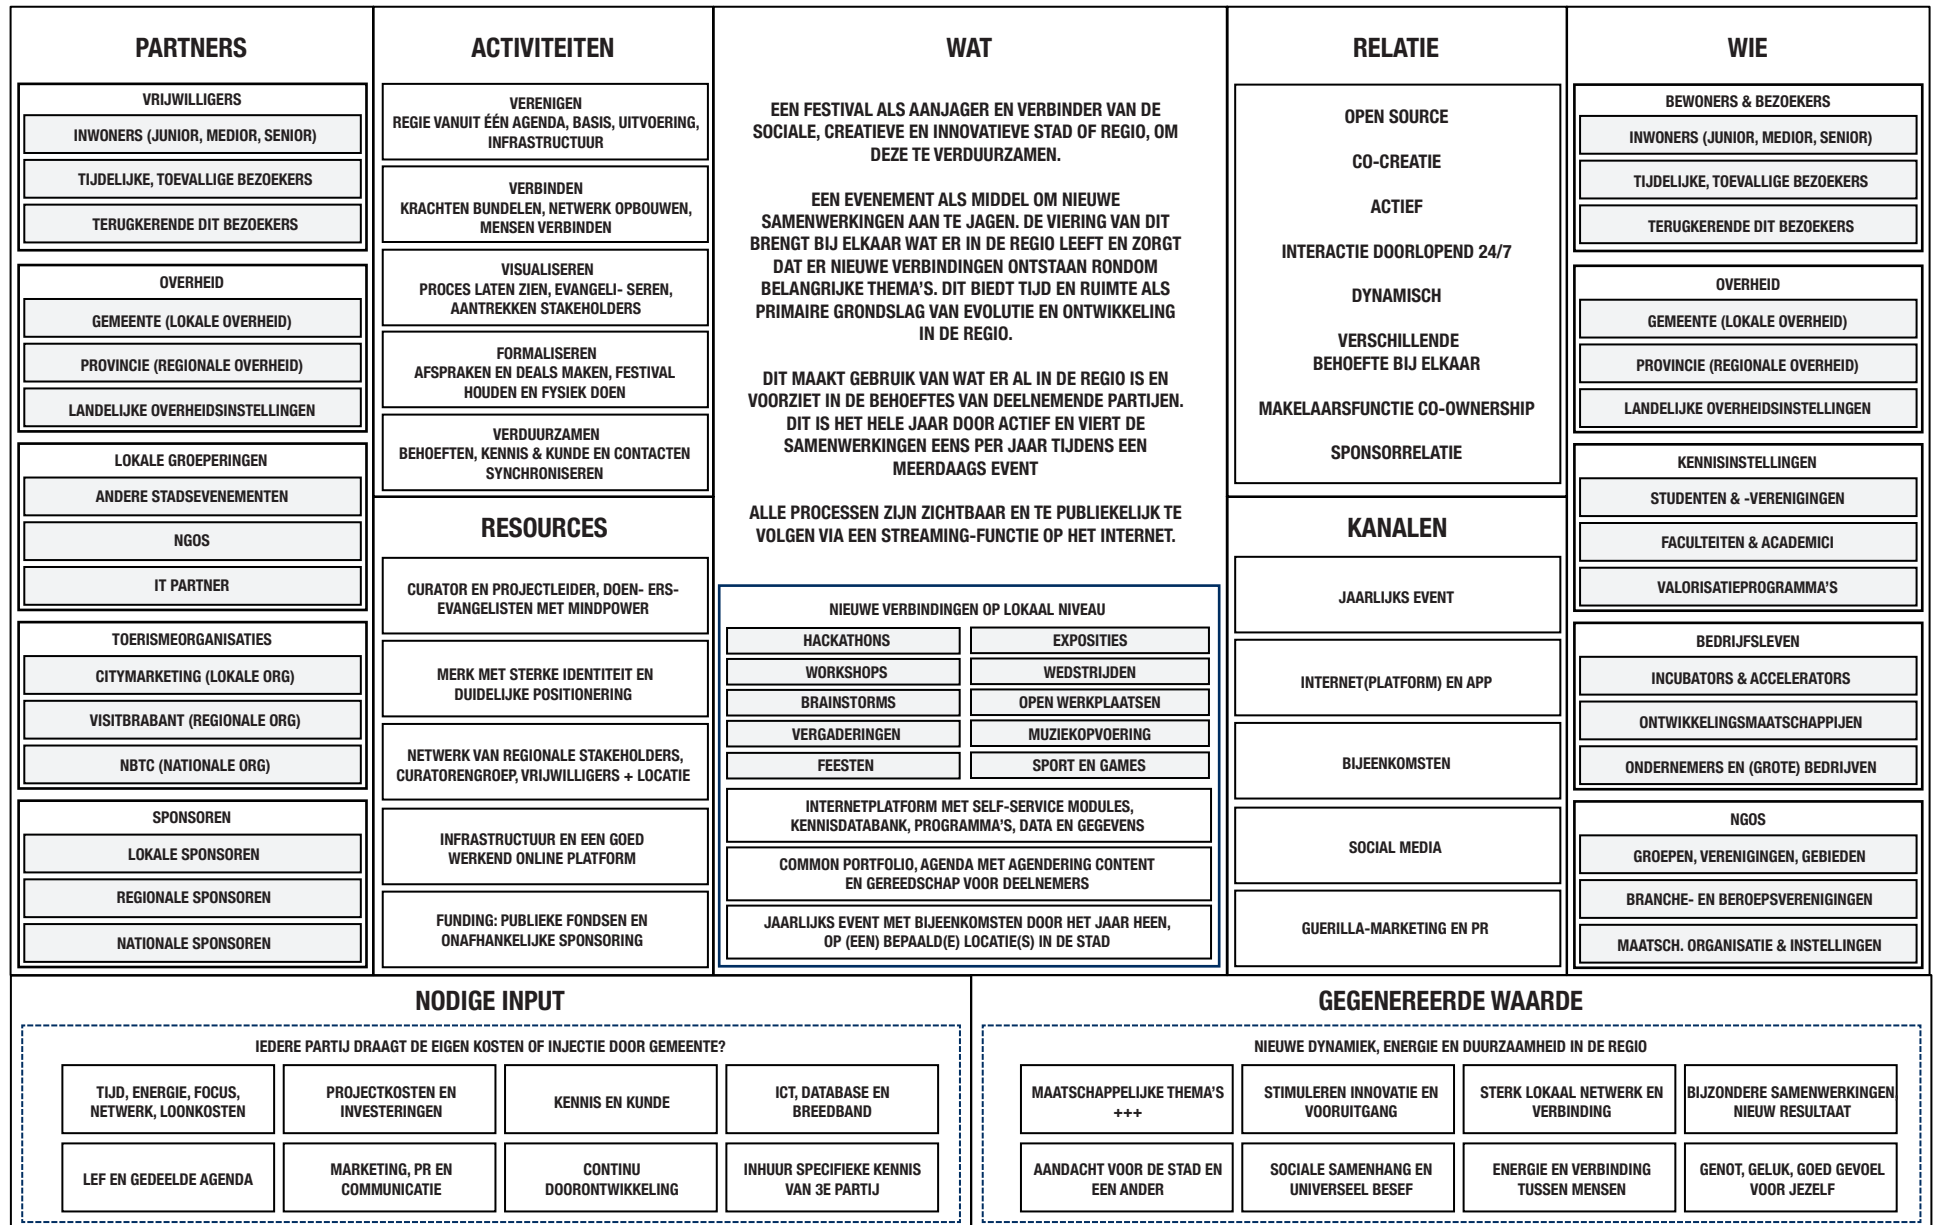 PARTNERS
VRIJWILLIGERS
INWONERS (JUNIOR, MEDIOR, SENIOR)
TIJDELIJKE, TOEVALLIGE BEZOEKERS
TERUGKERENDE DIT BEZOEKERS
OVERHEID
GEMEENTE (LOKALE OVERHEID)
PROVINCIE (REGIONALE OVERHEID)
LANDELIJKE OVERHEIDSINSTELLINGEN
LOKALE GROEPERINGEN
ANDERE STADSEVENEMENTEN
NGOS
IT PARTNER
TOERISMEORGANISATIES
CITYMARKETING (LOKALE ORG)
VISITBRABANT (REGIONALE ORG)
NBTC (NATIONALE ORG)
SPONSOREN
LOKALE SPONSOREN
REGIONALE SPONSOREN
NATIONALE SPONSOREN
ACTIVITEITEN
VERENIGEN
REGIE VANUIT ÉÉN AGENDA, BASIS, UITVOERING,
INFRASTRUCTUUR
VERBINDEN
KRACHTEN BUNDELEN, NETWERK OPBOUWEN,
MENSEN VERBINDEN
VISUALISEREN
PROCES LATEN ZIEN, EVANGELI- SEREN,
AANTREKKEN STAKEHOLDERS
FORMALISEREN
AFSPRAKEN EN DEALS MAKEN, FESTIVAL
HOUDEN EN FYSIEK DOEN
VERDUURZAMEN
BEHOEFTEN, KENNIS & KUNDE EN CONTACTEN
SYNCHRONISEREN
RESOURCES
CURATOR EN PROJECTLEIDER, DOEN- ERS-
EVANGELISTEN MET MINDPOWER
MERK MET STERKE IDENTITEIT EN
DUIDELIJKE POSITIONERING
NETWERK VAN REGIONALE STAKEHOLDERS,
CURATORENGROEP, VRIJWILLIGERS + LOCATIE
INFRASTRUCTUUR EN EEN GOED
WERKEND ONLINE PLATFORM
FUNDING: PUBLIEKE FONDSEN EN
ONAFHANKELIJKE SPONSORING
WAT
EEN FESTIVAL ALS AANJAGER EN VERBINDER VAN DE
SOCIALE, CREATIEVE EN INNOVATIEVE STAD OF REGIO, OM
DEZE TE VERDUURZAMEN.
EEN EVENEMENT ALS MIDDEL OM NIEUWE
SAMENWERKINGEN AAN TE JAGEN. DE VIERING VAN DIT
BRENGT BIJ ELKAAR WAT ER IN DE REGIO LEEFT EN ZORGT
DAT ER NIEUWE VERBINDINGEN ONTSTAAN RONDOM
BELANGRIJKE THEMA'S. DIT BIEDT TIJD EN RUIMTE ALS
PRIMAIRE GRONDSLAG VAN EVOLUTIE EN ONTWIKKELING
IN DE REGIO.
DIT MAAKT GEBRUIK VAN WAT ER AL IN DE REGIO IS EN
VOORZIET IN DE BEHOEFTES VAN DEELNEMENDE PARTIJEN.
DIT IS HET HELE JAAR DOOR ACTIEF EN VIERT DE
SAMENWERKINGEN EENS PER JAAR TIJDENS EEN
MEERDAAGS EVENT
ALLE PROCESSEN ZIJN ZICHTBAAR EN TE PUBLIEKELIJK TE
VOLGEN VIA EEN STREAMING-FUNCTIE OP HET INTERNET.
NIEUWE VERBINDINGEN OP LOKAAL NIVEAU
HACKATHONS
EXPOSITIES
WORKSHOPS
WEDSTRIJDEN
BRAINSTORMS
OPEN WERKPLAATSEN
VERGADERINGEN
MUZIEKOPVOERING
FEESTEN
SPORT EN GAMES
INTERNETPLATFORM MET SELF-SERVICE MODULES,
KENNISDATABANK, PROGRAMMA'S, DATA EN GEGEVENS
COMMON PORTFOLIO, AGENDA MET AGENDERING CONTENT
EN GEREEDSCHAP VOOR DEELNEMERS
JAARLIJKS EVENT MET BIJEENKOMSTEN DOOR HET JAAR HEEN,
OP (EEN) BEPAALD(E) LOCATIE(S) IN DE STAD
RELATIE
OPEN SOURCE
CO-CREATIE
ACTIEF
INTERACTIE DOORLOPEND 24/7
DYNAMISCH
VERSCHILLENDE
BEHOEFTE BIJ ELKAAR
MAKELAARSFUNCTIE CO-OWNERSHIP
SPONSORRELATIE
KANALEN
JAARLIJKS EVENT
INTERNET(PLATFORM) EN APP
BIJEENKOMSTEN
SOCIAL MEDIA
GUERILLA-MARKETING EN PR
WIE
BEWONERS & BEZOEKERS
INWONERS (JUNIOR, MEDIOR, SENIOR)
TIJDELIJKE, TOEVALLIGE BEZOEKERS
TERUGKERENDE DIT BEZOEKERS
OVERHEID
GEMEENTE (LOKALE OVERHEID)
PROVINCIE (REGIONALE OVERHEID)
LANDELIJKE OVERHEIDSINSTELLINGEN
KENNISINSTELLINGEN
STUDENTEN & -VERENIGINGEN
FACULTEITEN & ACADEMICI
VALORISATIEPROGRAMMA'S
BEDRIJFSLEVEN
INCUBATORS & ACCELERATORS
ONTWIKKELINGSMAATSCHAPPIJEN
ONDERNEMERS EN (GROTE) BEDRIJVEN
NGOS
GROEPEN, VERENIGINGEN, GEBIEDEN
BRANCHE- EN BEROEPSVERENIGINGEN
MAATSCH. ORGANISATIE & INSTELLINGEN
NODIGE INPUT
IEDERE PARTIJ DRAAGT DE EIGEN KOSTEN OF INJECTIE DOOR GEMEENTE?
TIJD, ENERGIE, FOCUS,
NETWERK, LOONKOSTEN
PROJECTKOSTEN EN
INVESTERINGEN
KENNIS EN KUNDE
ICT, DATABASE EN
BREEDBAND
LEF EN GEDEELDE AGENDA
MARKETING, PR EN
COMMUNICATIE
CONTINU
DOORONTWIKKELING
INHUUR SPECIFIEKE KENNIS
VAN 3E PARTIJ
GEGENEREERDE WAARDE
NIEUWE DYNAMIEK, ENERGIE EN DUURZAAMHEID IN DE REGIO
MAATSCHAPPELIJKE THEMA'S
+++
STIMULEREN INNOVATIE EN
VOORUITGANG
STERK LOKAAL NETWERK EN
VERBINDING
BIJZONDERE SAMENWERKINGEN,
NIEUW RESULTAAT
AANDACHT VOOR DE STAD EN
EEN ANDER
SOCIALE SAMENHANG EN
UNIVERSEEL BESEF
ENERGIE EN VERBINDING
TUSSEN MENSEN
GENOT, GELUK, GOED GEVOEL
VOOR JEZELF